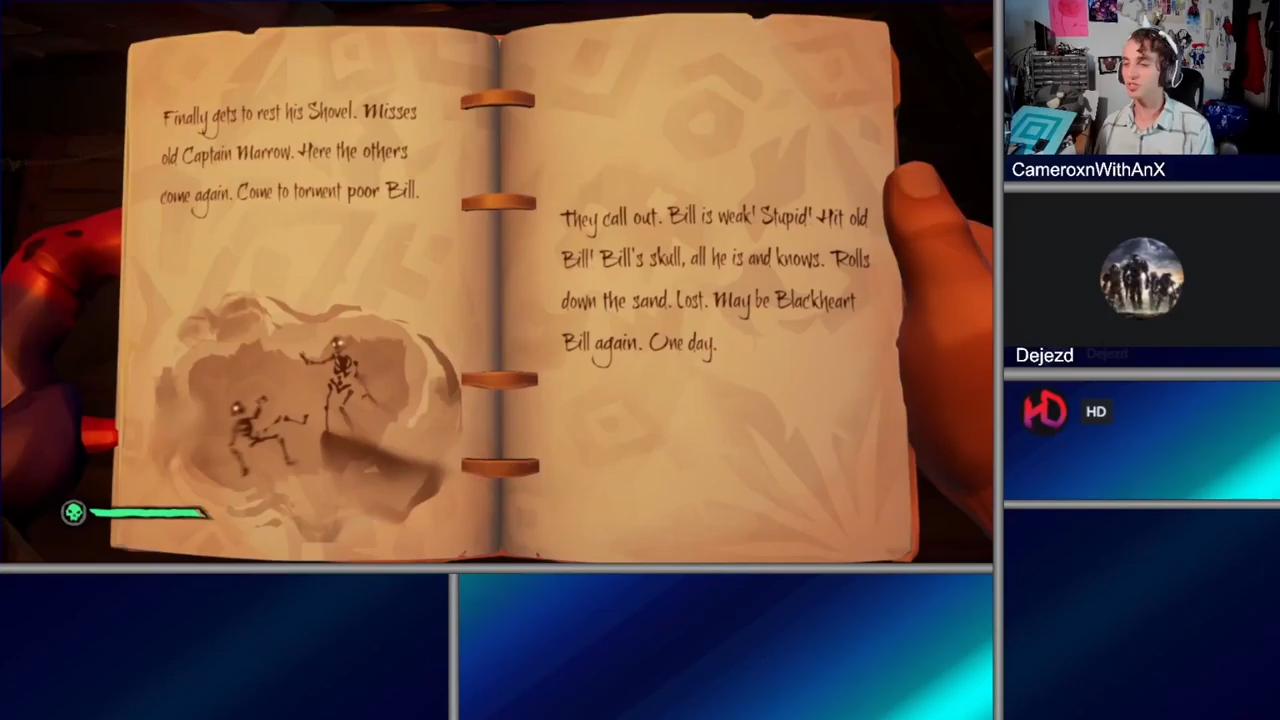 Finally gets to rest his Shovel. Misses
old Captain Marrow. Here the others
come again. Come to torment poor Bill.
They call out. Bill is weak! Stupid! Hit old
Bill! Bill's skull, all he is and knows. Rolls
down the sand. Lost. May be Blackheart
Bill again. One day.
CameroxnWithAnX
Dejezd Dejezd
HD HD